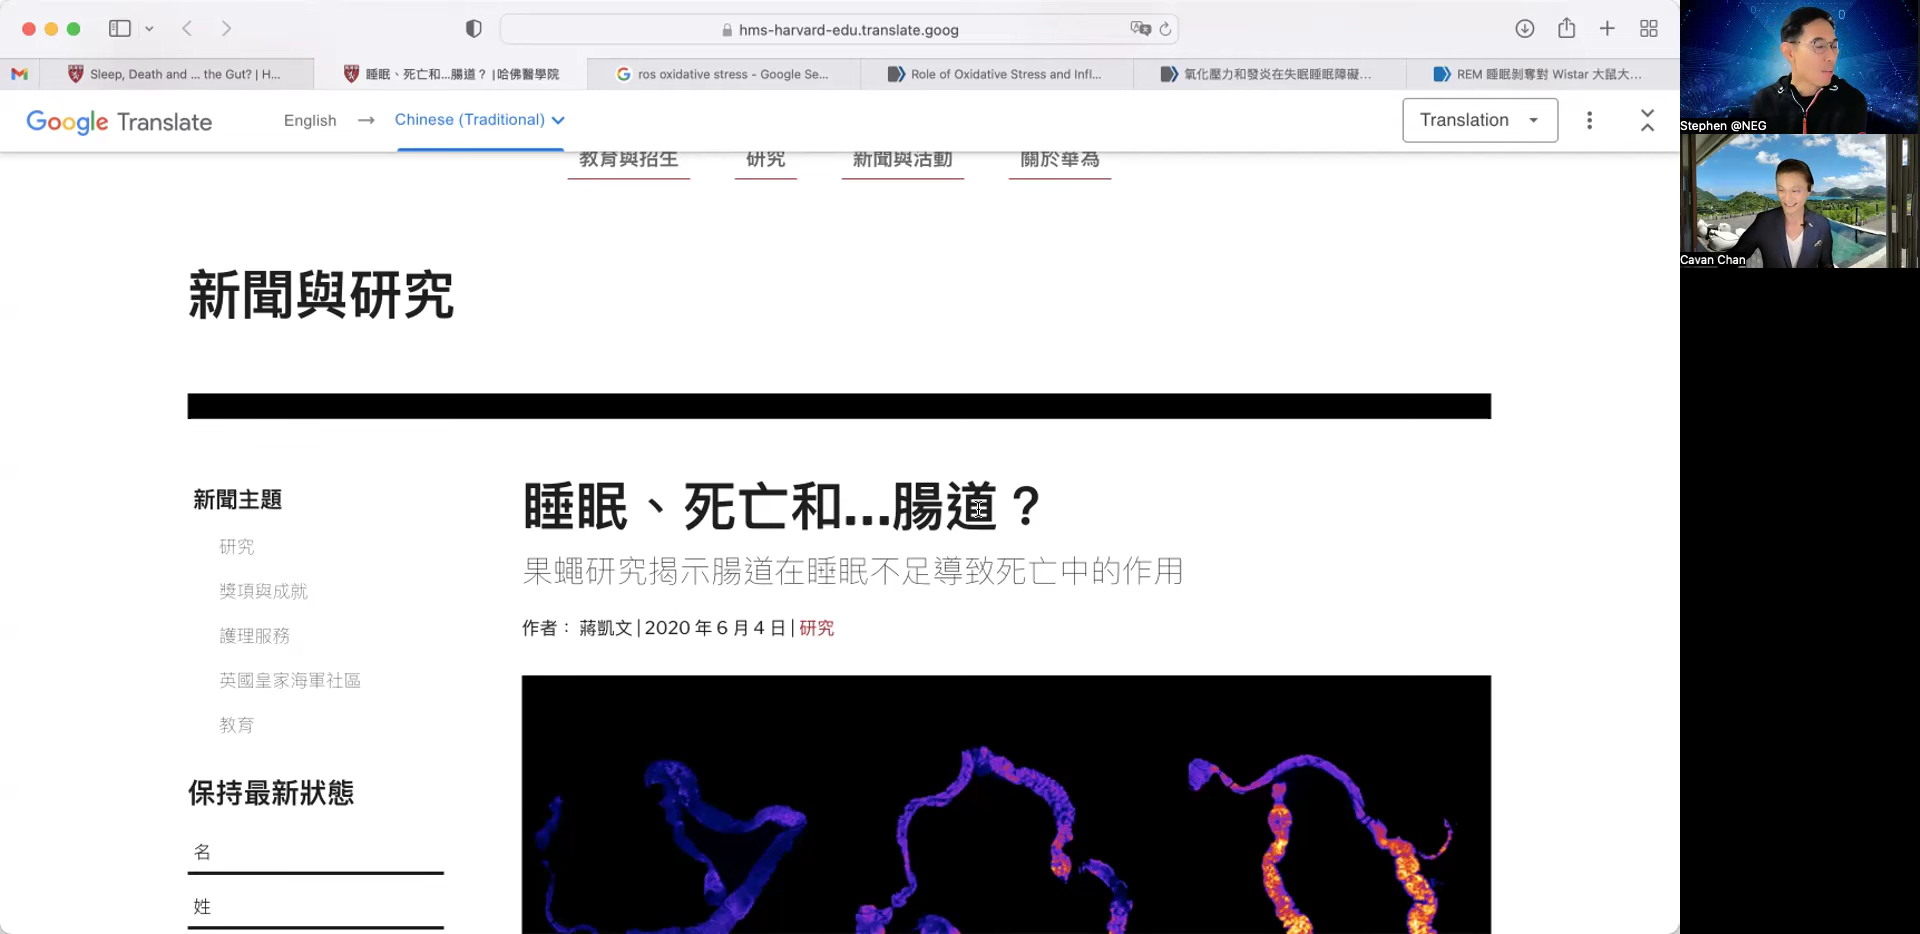 hms-harvard-edu.translate.goog
Sleep, Death and ... the Gut? | H...
睡眠、死亡和...腸道？ | 哈佛醫學院
ros oxidative stress - Google Se...
Role of Oxidative Stress and Infl...
氧化壓力和發炎在失眠睡眠障礙...
REM 睡眠剝奪對 Wistar 大鼠大...
Google Translate
English → Chinese (Traditional)
Translation
教育與招生
研究
新聞與活動
關於華為
新聞與研究
新聞主題
研究
獎項與成就
護理服務
英國皇家海軍社區
教育
保持最新狀態
名
姓
睡眠、死亡和...腸道？
果蠅研究揭示腸道在睡眠不足導致死亡中的作用
作者： 蔣凱文 | 2020 年 6 月 4 日 | 研究
Stephen @NEG
Cavan Chan